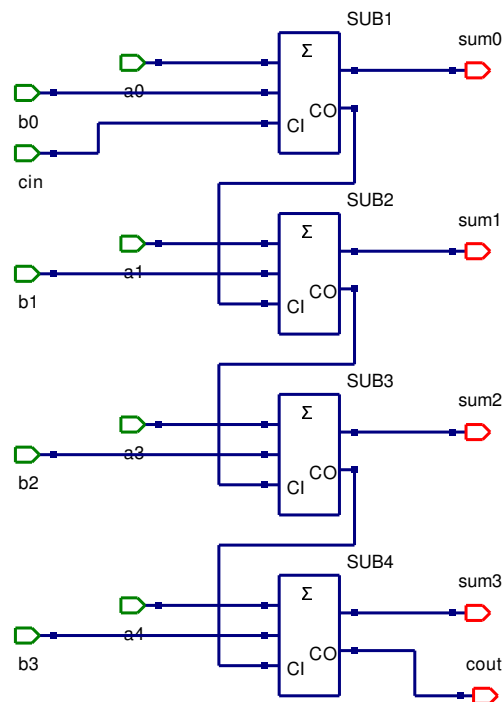 SUB1
sum0
Σ
a0
CO
b0
CI
cin
SUB2
sum1
Σ
a1
CO
b1
CI
SUB3
sum2
Σ
a3
CO
b2
CI
SUB4
sum3
Σ
a4
CO
b3
CI
cout